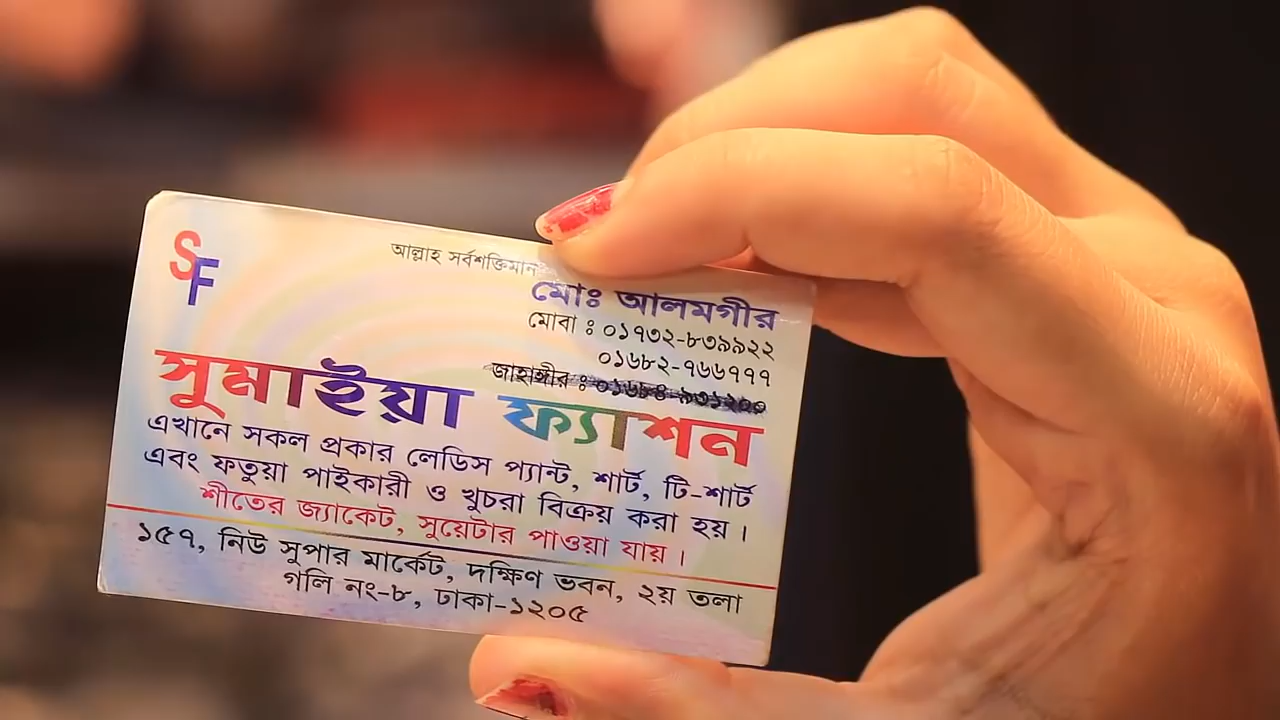 SF
আল্লাহ সর্বশক্তিমান
মোঃ আলমগীর
মোবা : ০১৭৩২-৮৩৯৯২২
০১৬৮২-৭৬৬৭৭৭
জাহাঙ্গীর :
সুমাইয়া ফ্যাশন
এখানে সকল প্রকার লেডিস প্যান্ট, শার্ট, টি-শার্ট
এবং ফতুয়া পাইকারী ও খুচরা বিক্রয় করা হয়।
শীতের জ্যাকেট, সুয়েটার পাওয়া যায়।
১৫৭, নিউ সুপার মার্কেট, দক্ষিণ ভবন, ২য় তলা
গলি নং-৮, ঢাকা-১২০৫